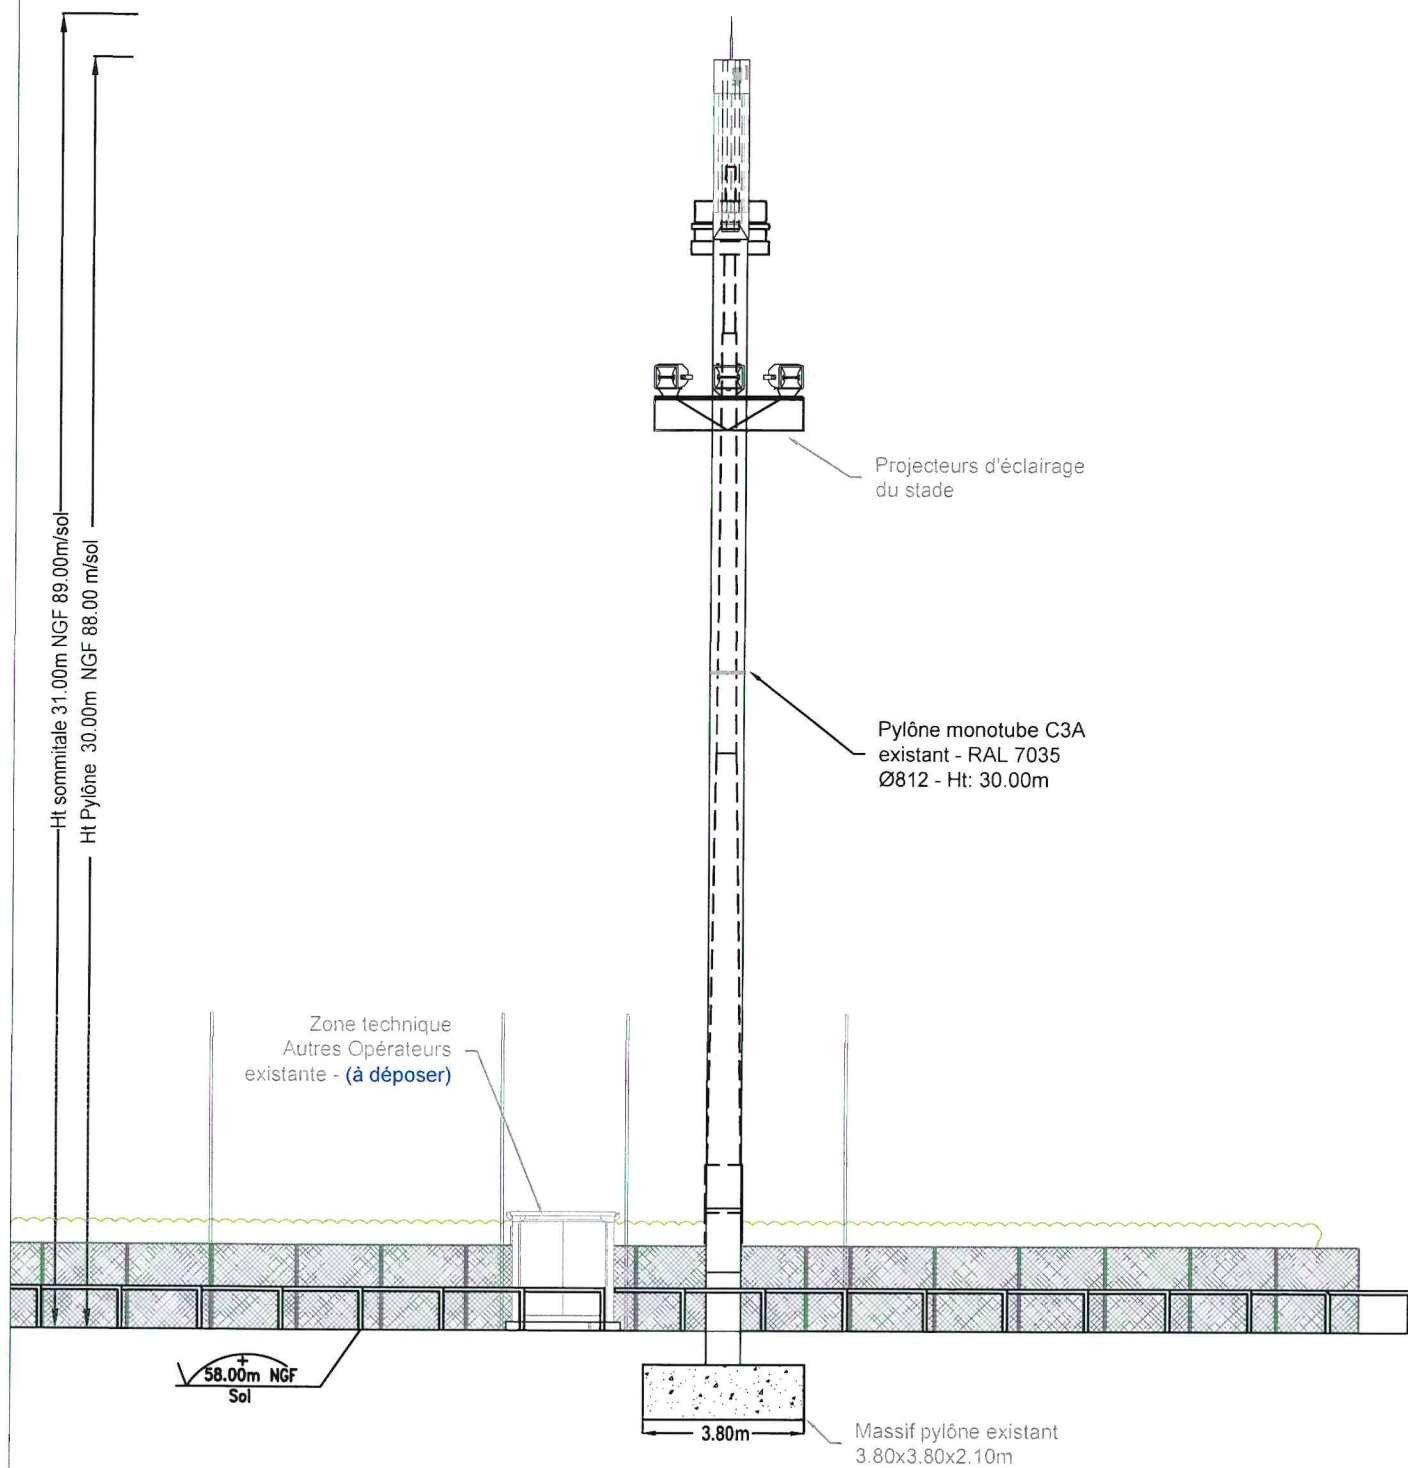 Ht sommitale 31.00m NGF 89.00m/sol
Ht Pylône 30.00m NGF 88.00 m/sol
Projecteurs d'éclairage
du stade
Pylône monotube C3A
existant - RAL 7035
Ø812 - Ht: 30.00m
Zone technique
Autres Opérateurs
existante - (à déposer)
58.00m NGF
Sol
3.80m
Massif pylône existant
3.80x3.80x2.10m